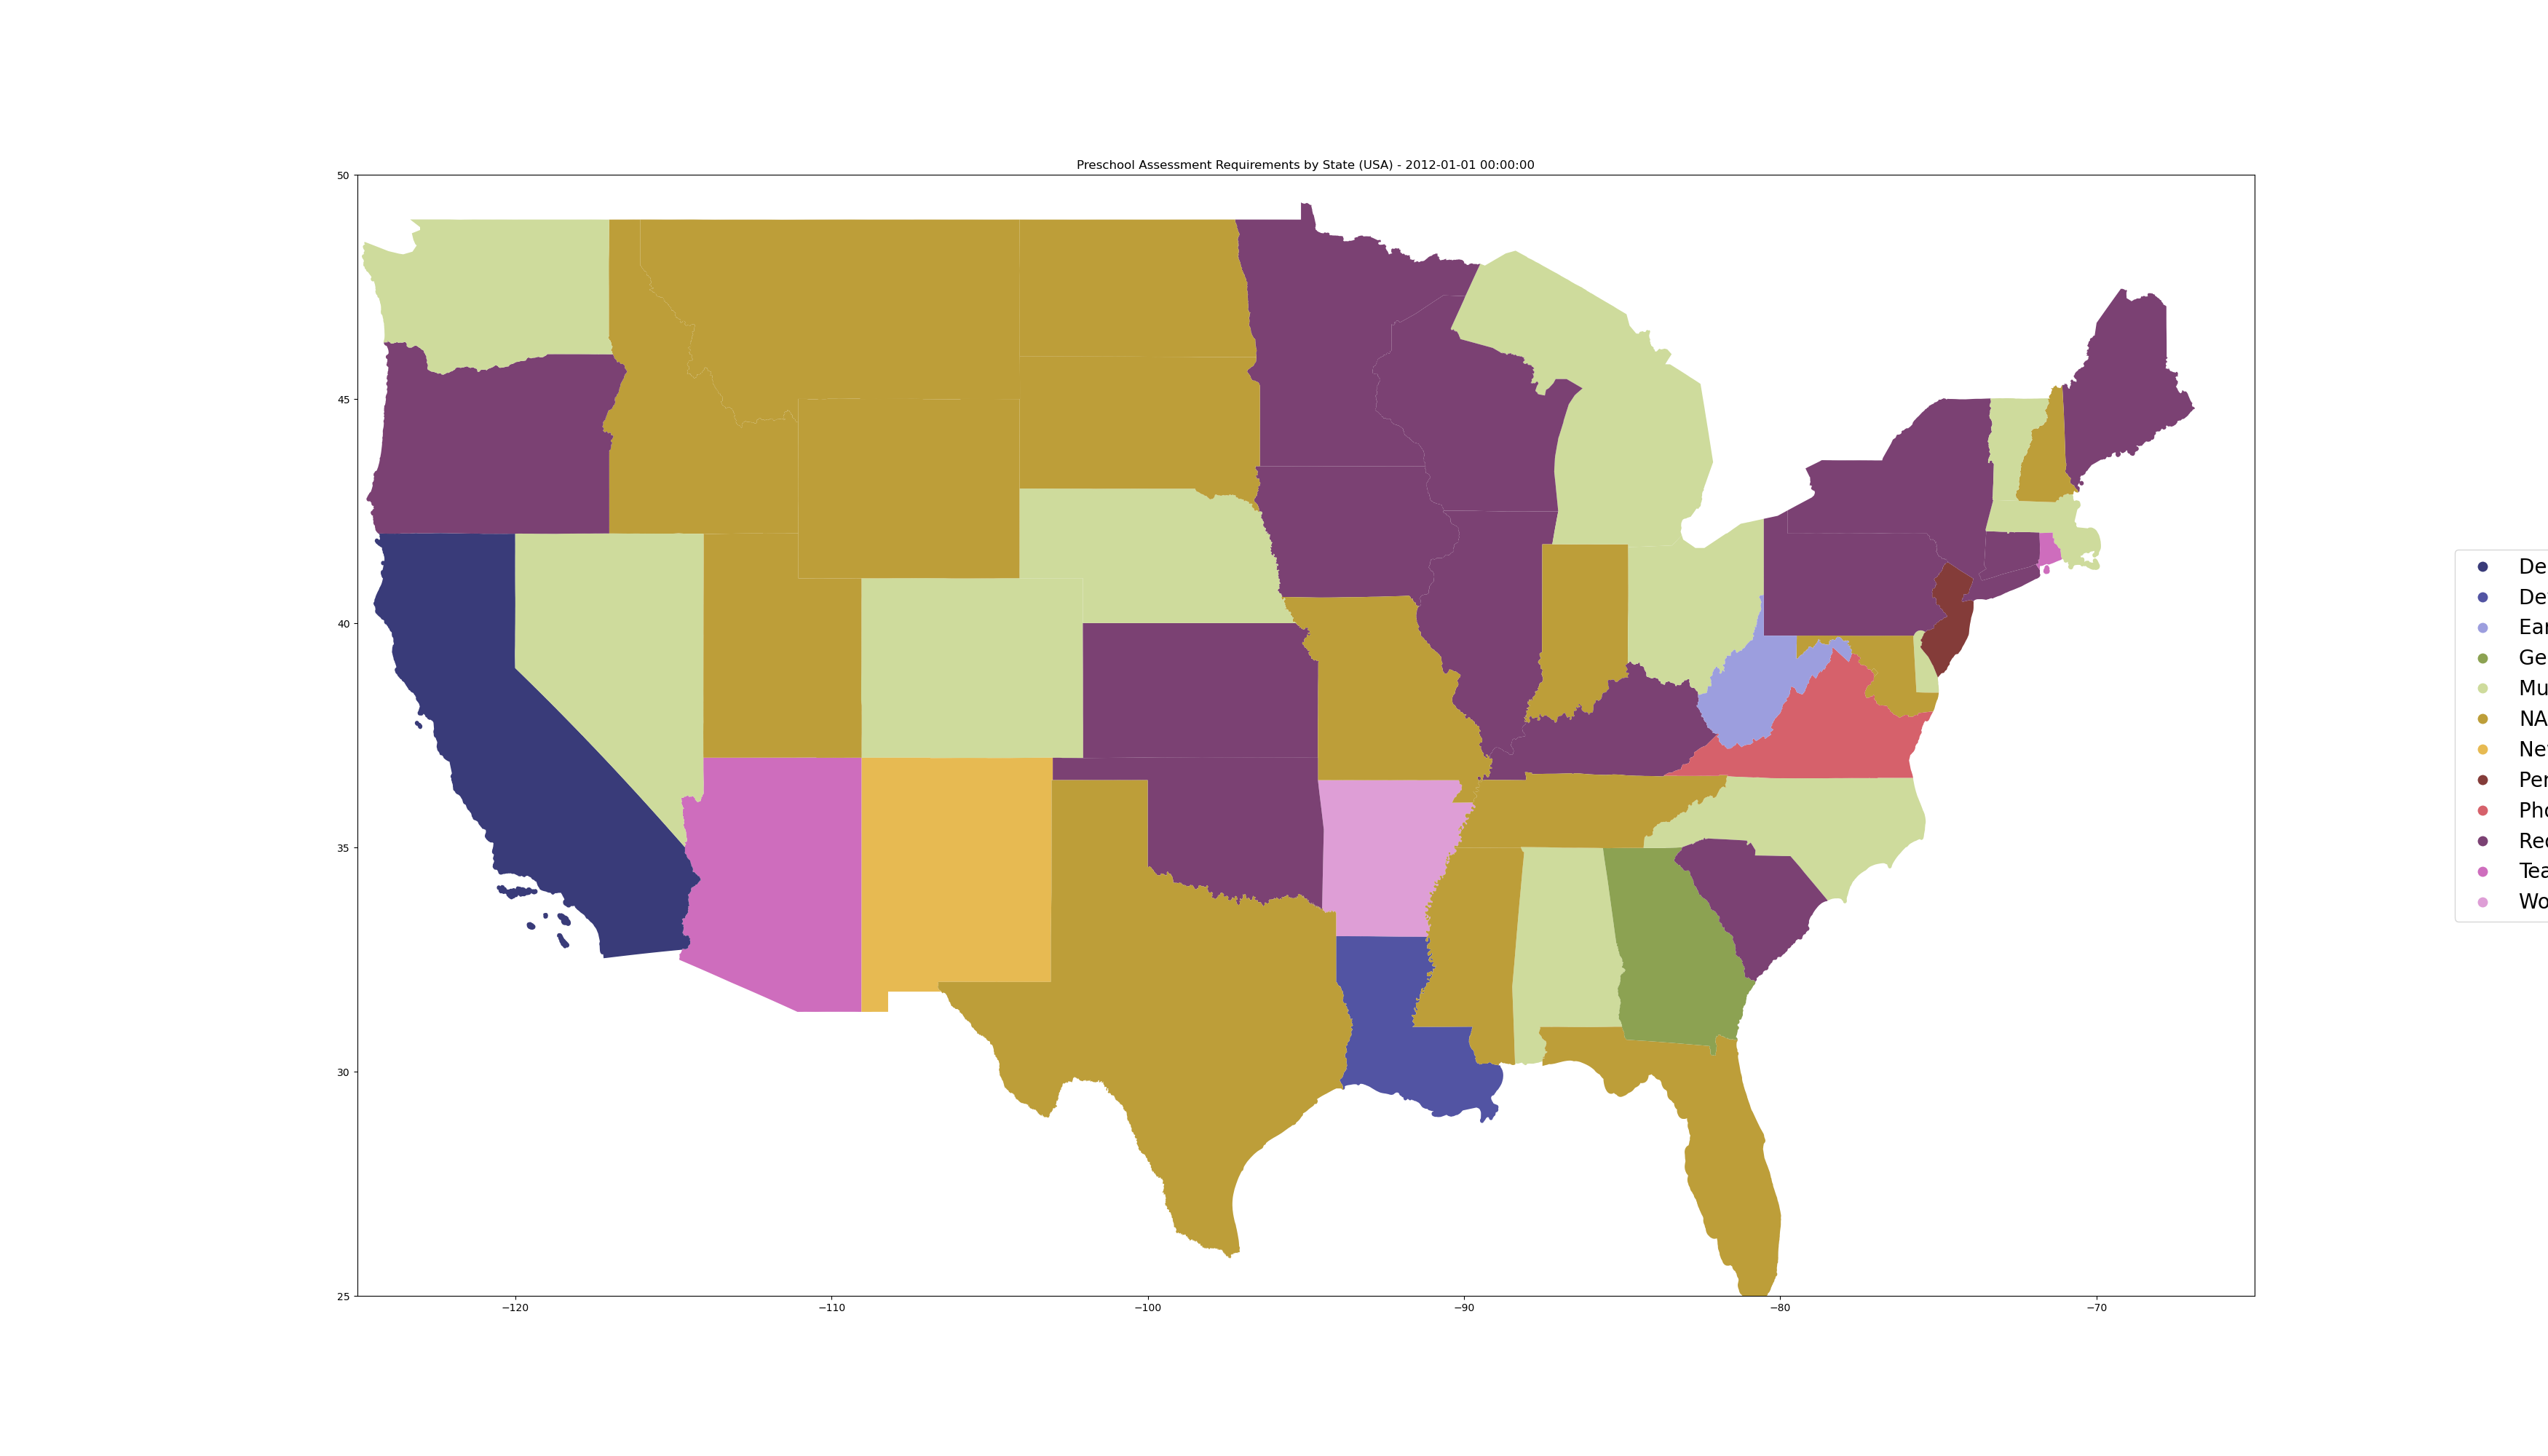 Preschool Assessment Requirements by State (USA) - 2012-01-01 00:00:00
50
45
40
35
30
25
−120
−110
−100
−90
−80
−70
De
De
Ear
Ge
Mu
NA
Ne
Per
Pho
Rec
Tea
Wo